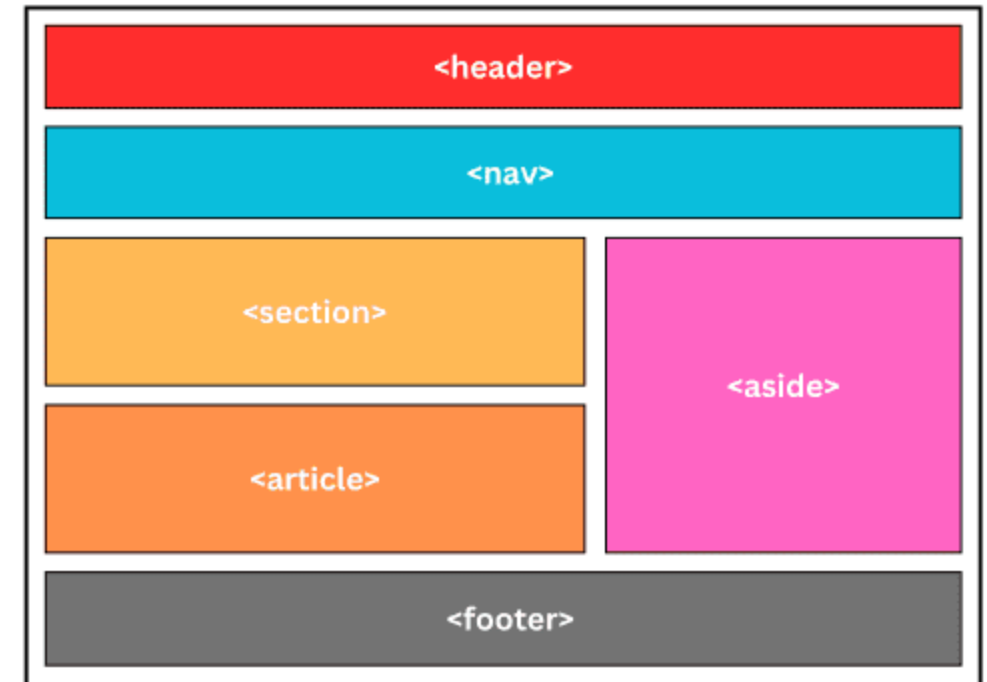 <header>
<nav>
<section>
<aside>
<article>
<footer>